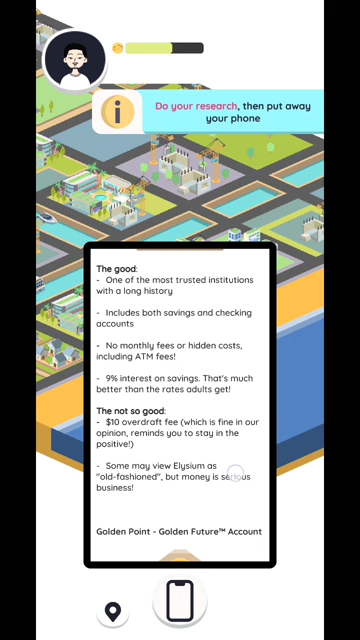 Do your research, then put away
your phone
The good:
- One of the most trusted institutions
with a long history
- Includes both savings and checking
accounts
- No monthly fees or hidden costs,
including ATM fees!
- 9% interest on savings. That's much
better than the rates adults get!
The not so good:
- $10 overdraft fee (which is fine in our
opinion, reminds you to stay in the
positive!)
- Some may view Elysium as
"old-fashioned", but money is serious
business!
Golden Point - Golden Future™ Account